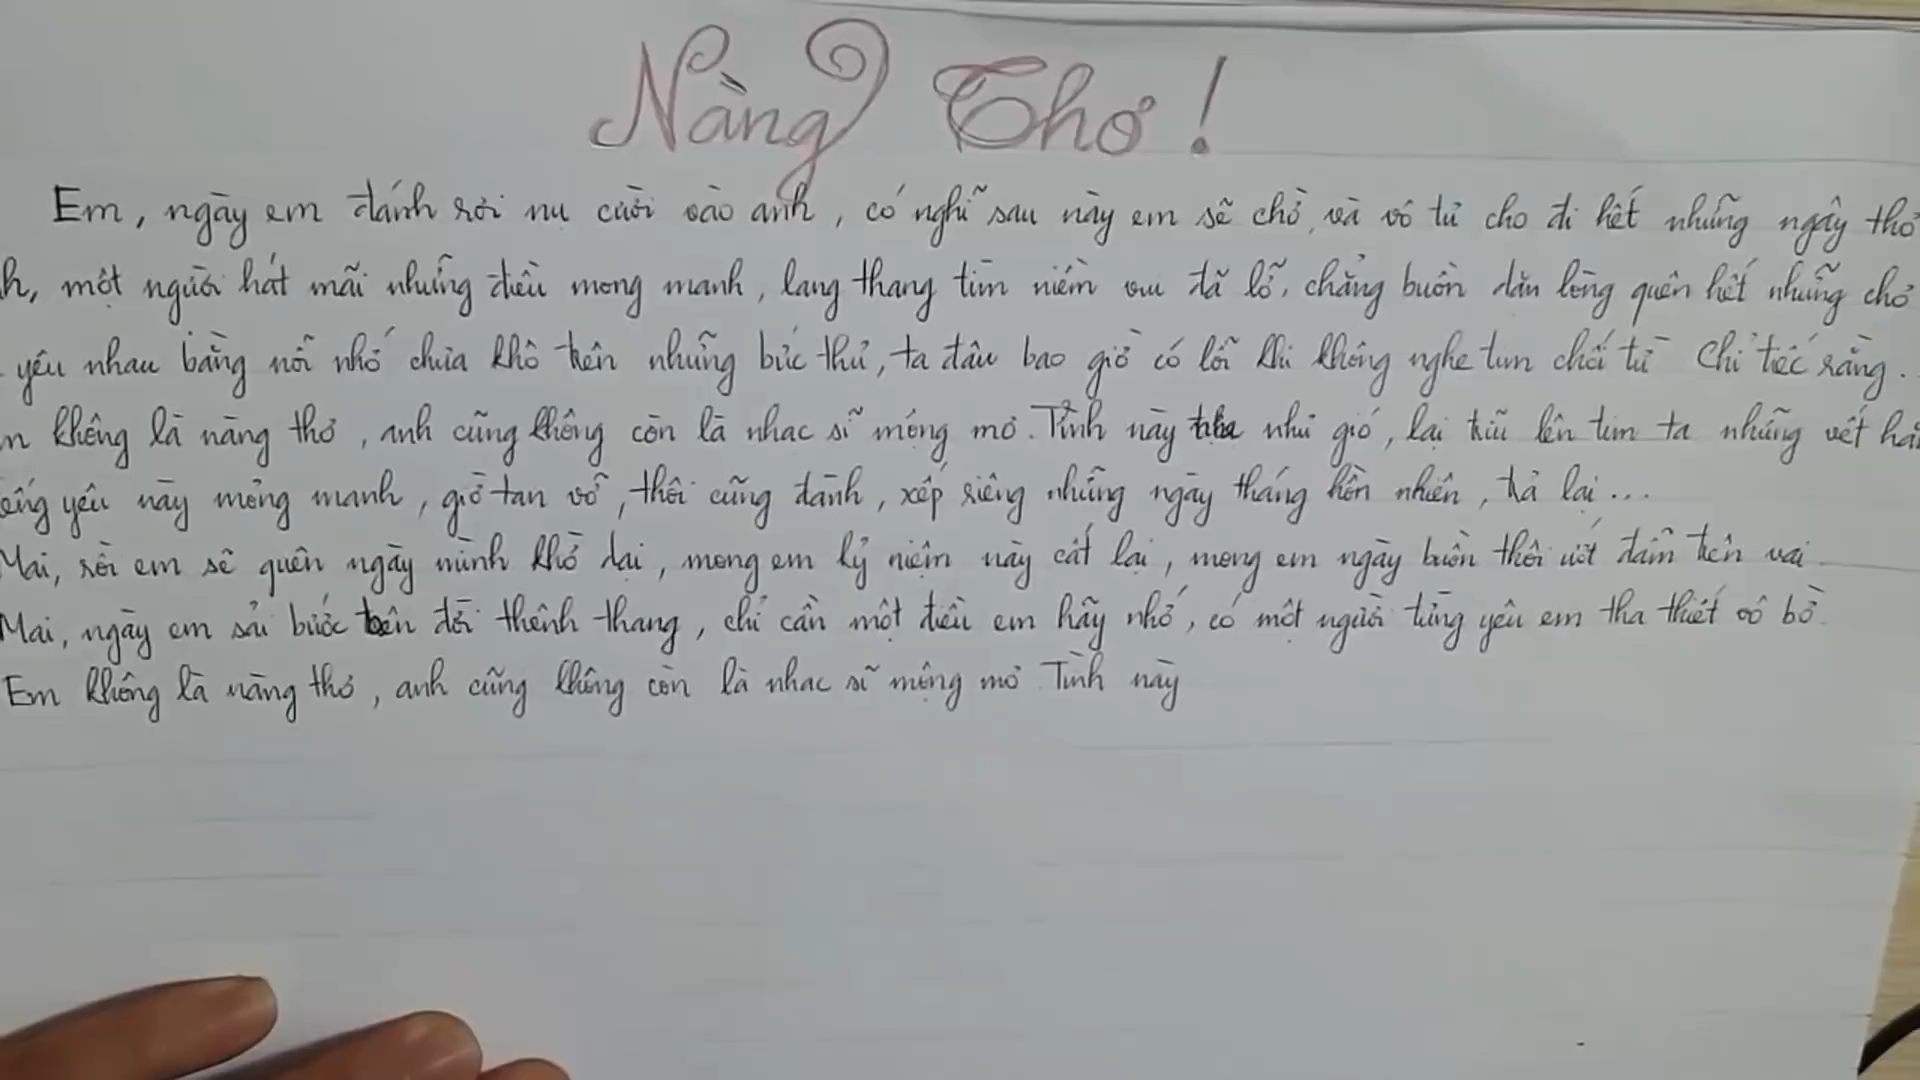 Nàng Thơ !
Em, ngày em đánh rơi nụ cười vào anh, có nghĩ sau này em sẽ chờ, và vô tư cho đi hết những ngây thơ
h, một người hát mãi những điều mong manh, lang thang tìm niềm vui đã lỡ, chẳng buồn dặn lòng quên hết những chơ
yêu nhau bằng nỗi nhớ chưa khô trên những bức thư, ta đâu bao giờ có lỗi khi không nghe tim chối từ Chỉ tiếc rằng...
m không là nàng thơ, anh cũng không còn là nhạc sĩ mộng mơ. Tình này như gió, lại trĩu lên tim ta những vết hằn
iếng yêu này mỏng manh, giờ tan vỡ, thôi cũng đành, xếp riêng những ngày tháng hồn nhiên, trả lại...
Mai, rồi em sẽ quên ngày mình khờ dại, mong em kỷ niệm này cất lại, mong em ngày buồn thôi ướt đẫm trên vai
Mai, ngày em sải bước bên đời thênh thang, chỉ cần một điều em hãy nhớ, có một người từng yêu em tha thiết vô bờ.
Em không là nàng thơ, anh cũng không còn là nhạc sĩ mộng mơ Tình này